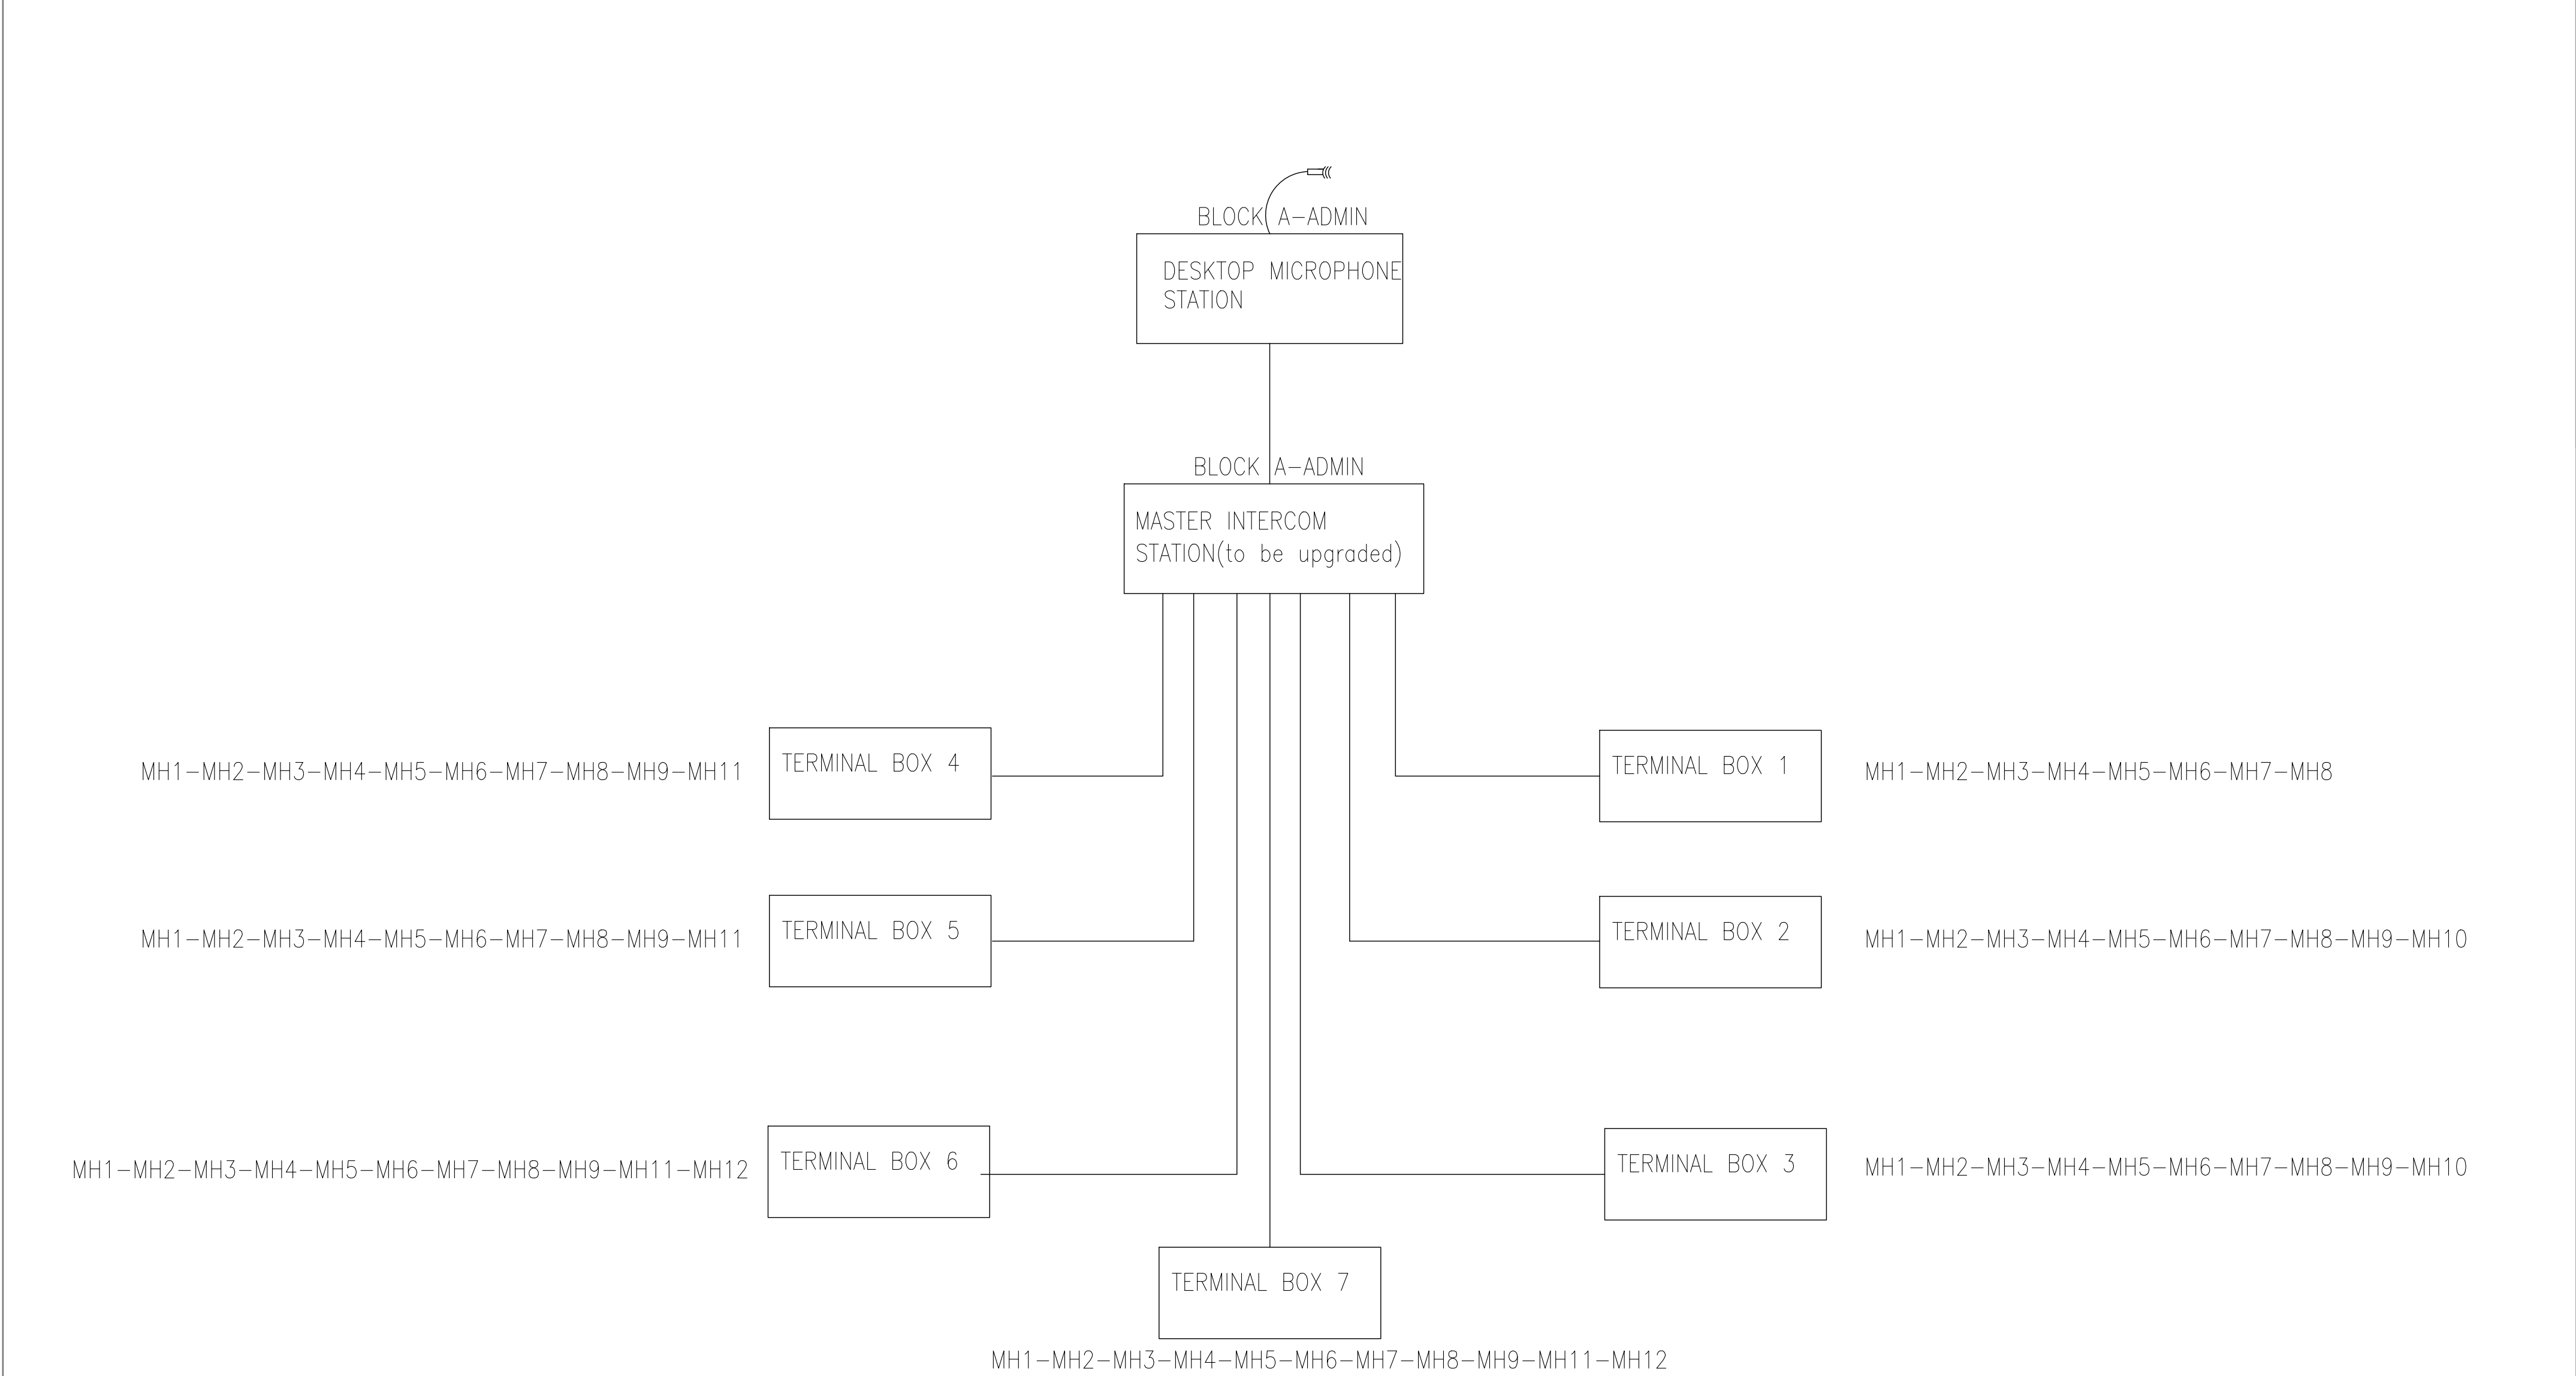 BLOCK A-ADMIN
DESKTOP MICROPHONE
STATION
BLOCK A-ADMIN
MASTER INTERCOM
STATION(to be upgraded)
MH1-MH2-MH3-MH4-MH5-MH6-MH7-MH8-MH9-MH11
TERMINAL BOX 4
TERMINAL BOX 1
MH1-MH2-MH3-MH4-MH5-MH6-MH7-MH8
MH1-MH2-MH3-MH4-MH5-MH6-MH7-MH8-MH9-MH11
TERMINAL BOX 5
TERMINAL BOX 2
MH1-MH2-MH3-MH4-MH5-MH6-MH7-MH8-MH9-MH10
MH1-MH2-MH3-MH4-MH5-MH6-MH7-MH8-MH9-MH11-MH12
TERMINAL BOX 6
TERMINAL BOX 3
MH1-MH2-MH3-MH4-MH5-MH6-MH7-MH8-MH9-MH10
TERMINAL BOX 7
MH1-MH2-MH3-MH4-MH5-MH6-MH7-MH8-MH9-MH11-MH12